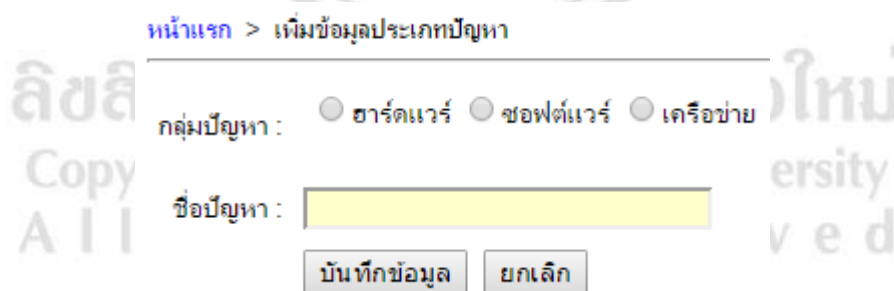 หน้าแรก > เพิ่มข้อมูลประเภทปัญหา
กลุ่มปัญหา : ฮาร์ดแวร์ ซอฟต์แวร์ เครือข่าย
ชื่อปัญหา :
บันทึกข้อมูล ยกเลิก